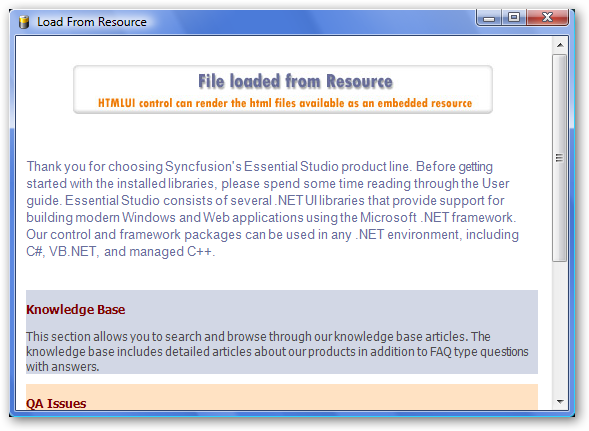 Load From Resource
File loaded from Resource
HTMLUI control can render the html files available as an embedded resource
Thank you for choosing Syncfusion's Essential Studio product line. Before getting
started with the installed libraries, please spend some time reading through the User
guide. Essential Studio consists of several .NET UI libraries that provide support for
building modern Windows and Web applications using the Microsoft .NET framework.
Our control and framework packages can be used in any .NET environment, including
C#, VB.NET, and managed C++.
Knowledge Base
This section allows you to search and browse through our knowledge base articles. The
knowledge base includes detailed articles about our products in addition to FAQ type questions
with answers.
QA Issues